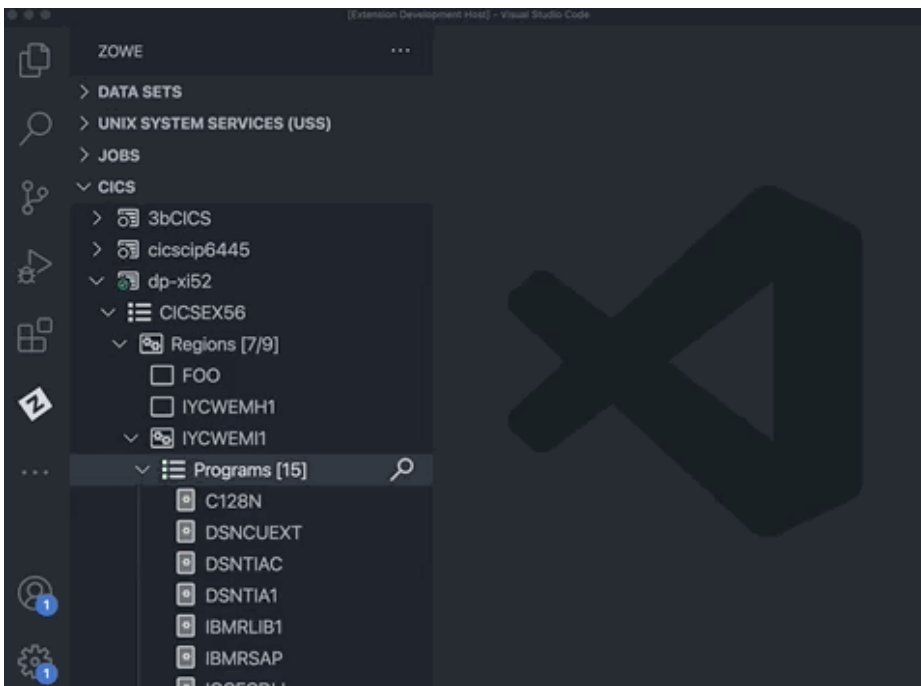 [Extension Development Host] - Visual Studio Code
ZOWE
DATA SETS
UNIX SYSTEM SERVICES (USS)
JOBS
CICS
3bCICS
cicscip6445
dp-xi52
CICSEX56
Regions [7/9]
FOO
IYCWEMH1
IYCWEMI1
Programs [15]
C128N
DSNCUEXT
DSNTIAC
DSNTIA1
1
IBMRLIB1
IBMRSAP
1